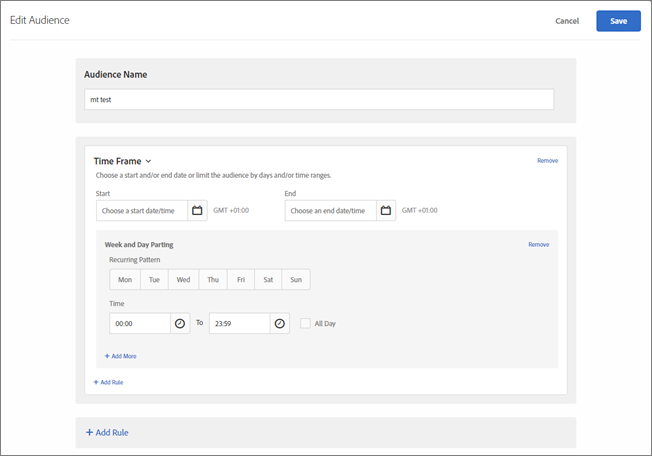 Edit Audience
Cancel
Save
Audience Name
mt test
Time Frame
Remove
Choose a start and/or end date or limit the audience by days and/or time ranges.
Start
End
Choose a start date/time
GMT +01:00
Choose an end date/time
GMT +01:00
Week and Day Parting
Remove
Recurring Pattern
Mon Tue Wed Thu Fri Sat Sun
Time
00:00
To
23:59
All Day
+ Add More
+ Add Rule
+ Add Rule